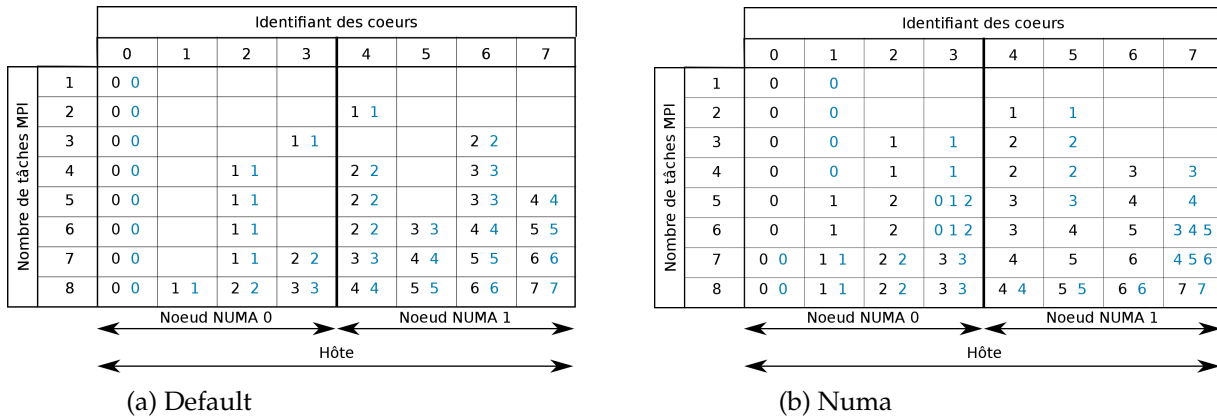 Identifiant des coeurs
0 1 2 3 4 5 6 7
Nombre de tâches MPI
1 0 0
2 0 0 1 1
3 0 0 1 1 2 2
4 0 0 1 1 2 2 3 3
5 0 0 1 1 2 2 3 3 4 4
6 0 0 1 1 2 2 3 3 4 4 5 5
7 0 0 1 1 2 2 3 3 4 4 5 5 6 6
8 0 0 1 1 2 2 3 3 4 4 5 5 6 6 7 7
Noeud NUMA 0 Noeud NUMA 1
Hôte
(a) Default
Identifiant des coeurs
0 1 2 3 4 5 6 7
Nombre de tâches MPI
1 0 0
2 0 0 1 1
3 0 0 1 1 2 2
4 0 0 1 1 2 2 3 3
5 0 1 2 0 1 2 3 3 4 4
6 0 1 2 0 1 2 3 4 5 3 4 5
7 0 0 1 1 2 2 3 3 4 5 6 4 5 6
8 0 0 1 1 2 2 3 3 4 4 5 5 6 6 7 7
Noeud NUMA 0 Noeud NUMA 1
Hôte
(b) Numa